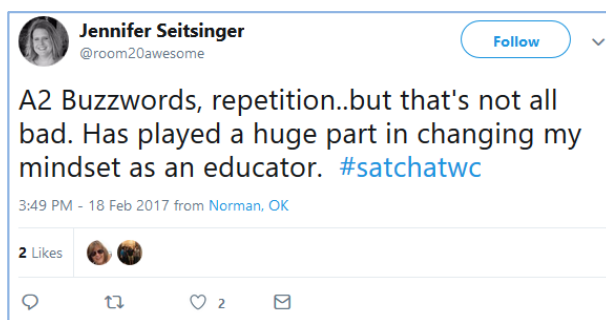 Jennifer Seitsinger
@room20awesome
Follow
A2 Buzzwords, repetition..but that's not all
bad. Has played a huge part in changing my
mindset as an educator. #satchatwc
3:49 PM - 18 Feb 2017 from Norman, OK
2 Likes
2